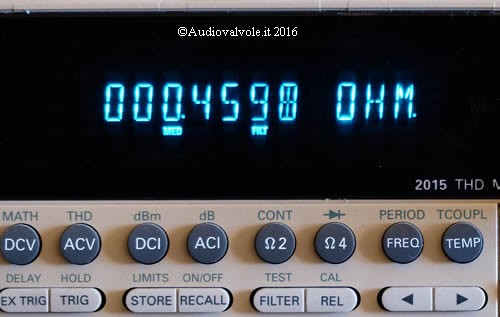 ©Audiovalvole.it 2016
000.4590 OHM.
MED FILT
2015 THD M
MATH THD dBm dB CONT PERIOD TCOUPL
DCV ACV DCI ACI Ω2 Ω4 FREQ TEMP
DELAY HOLD LIMITS ON/OFF TEST CAL
EX TRIG TRIG STORE RECALL FILTER REL